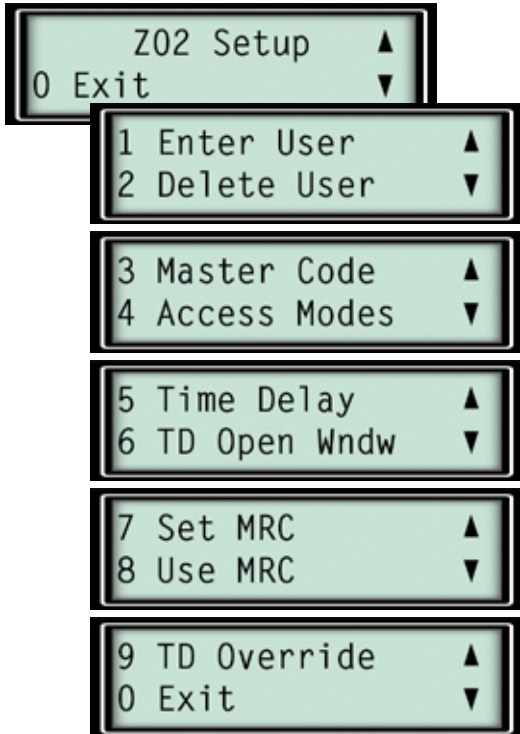 Z02 Setup ▲
0 Exit ▼
1 Enter User ▲
2 Delete User ▼
3 Master Code ▲
4 Access Modes ▼
5 Time Delay ▲
6 TD Open Wndw ▼
7 Set MRC ▲
8 Use MRC ▼
9 TD Override ▲
0 Exit ▼